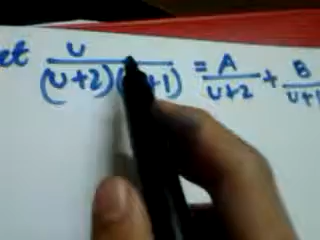 et u/(u+2)(+1) = A/u+2 + B/u+1